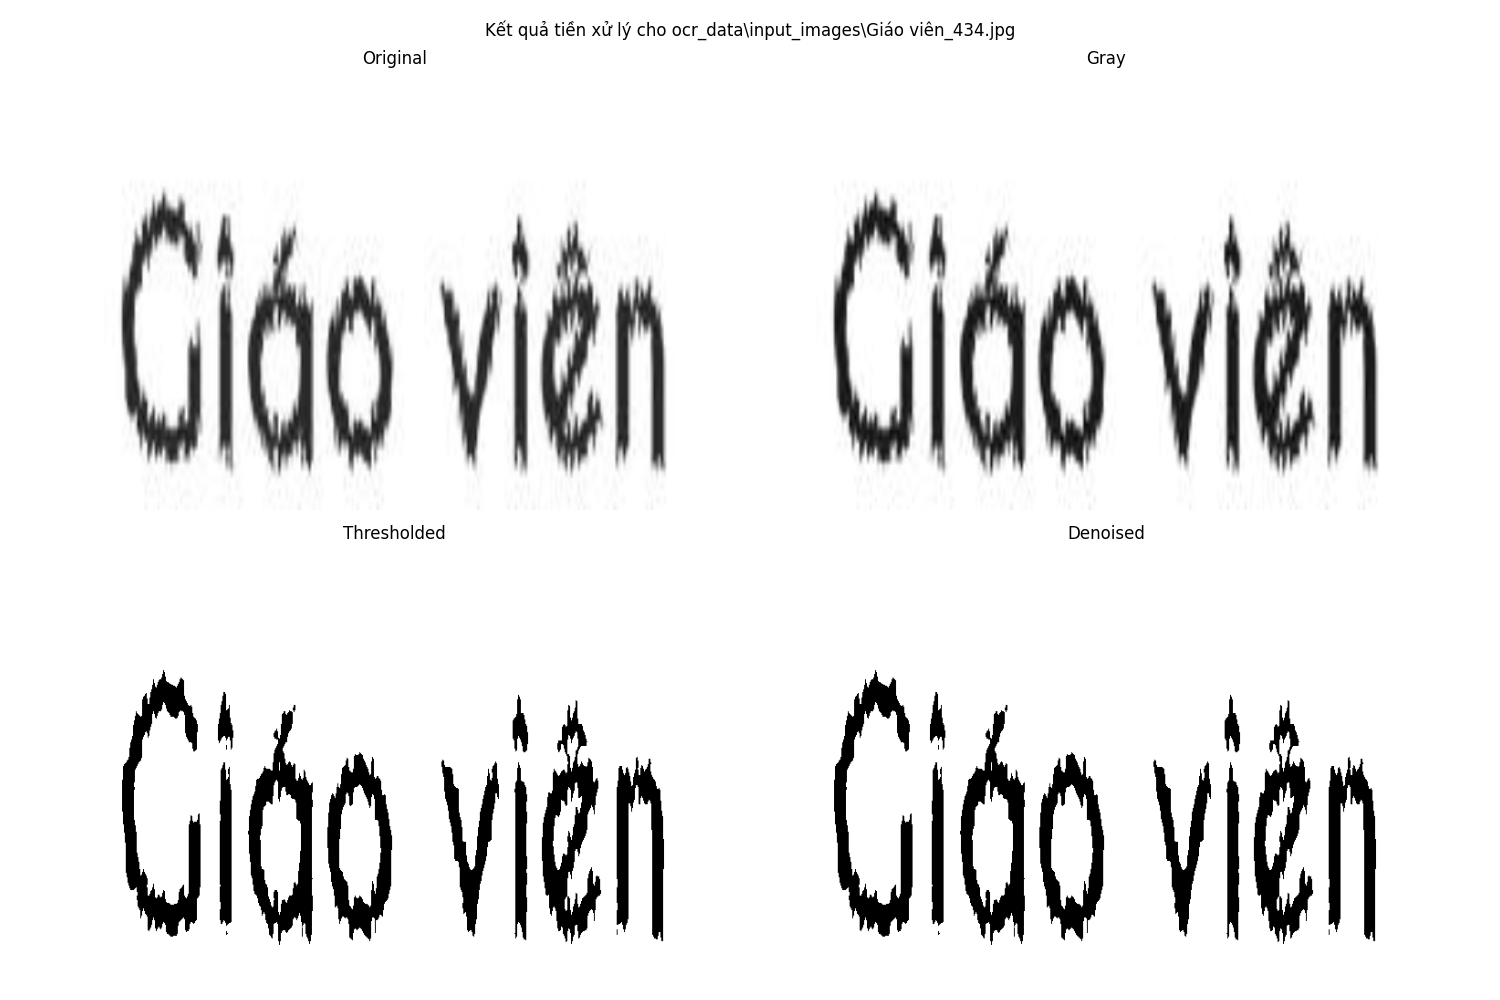 Kết quả tiền xử lý cho ocr_data\input_images\Giáo viên_434.jpg
Original
Gray
Giáo viên
Giáo viên
Thresholded
Denoised
Giáo viên
Giáo viên